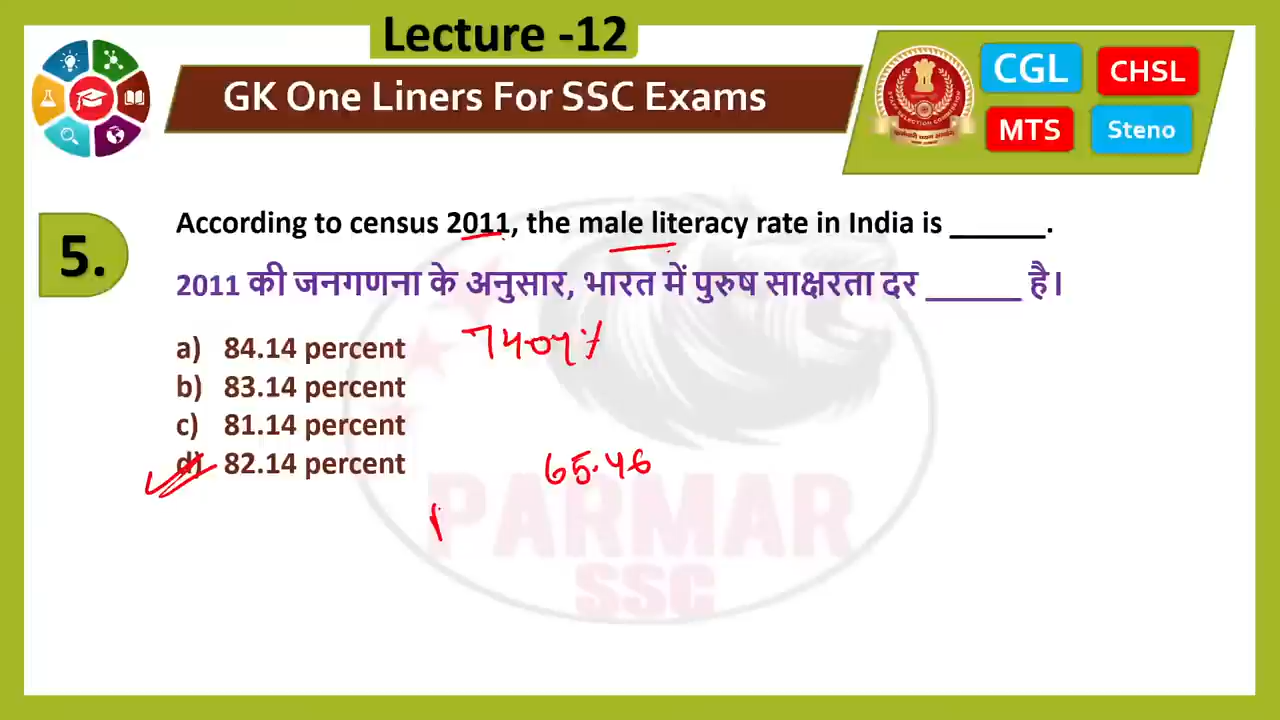 Lecture -12
GK One Liners For SSC Exams
CGL
CHSL
MTS
Steno
5.
According to census 2011, the male literacy rate in India is ______.
2011 की जनगणना के अनुसार, भारत में पुरुष साक्षरता दर ______ है।
a) 84.14 percent
74.04%
b) 83.14 percent
c) 81.14 percent
d) 82.14 percent
65.46
PARMAR
SSC